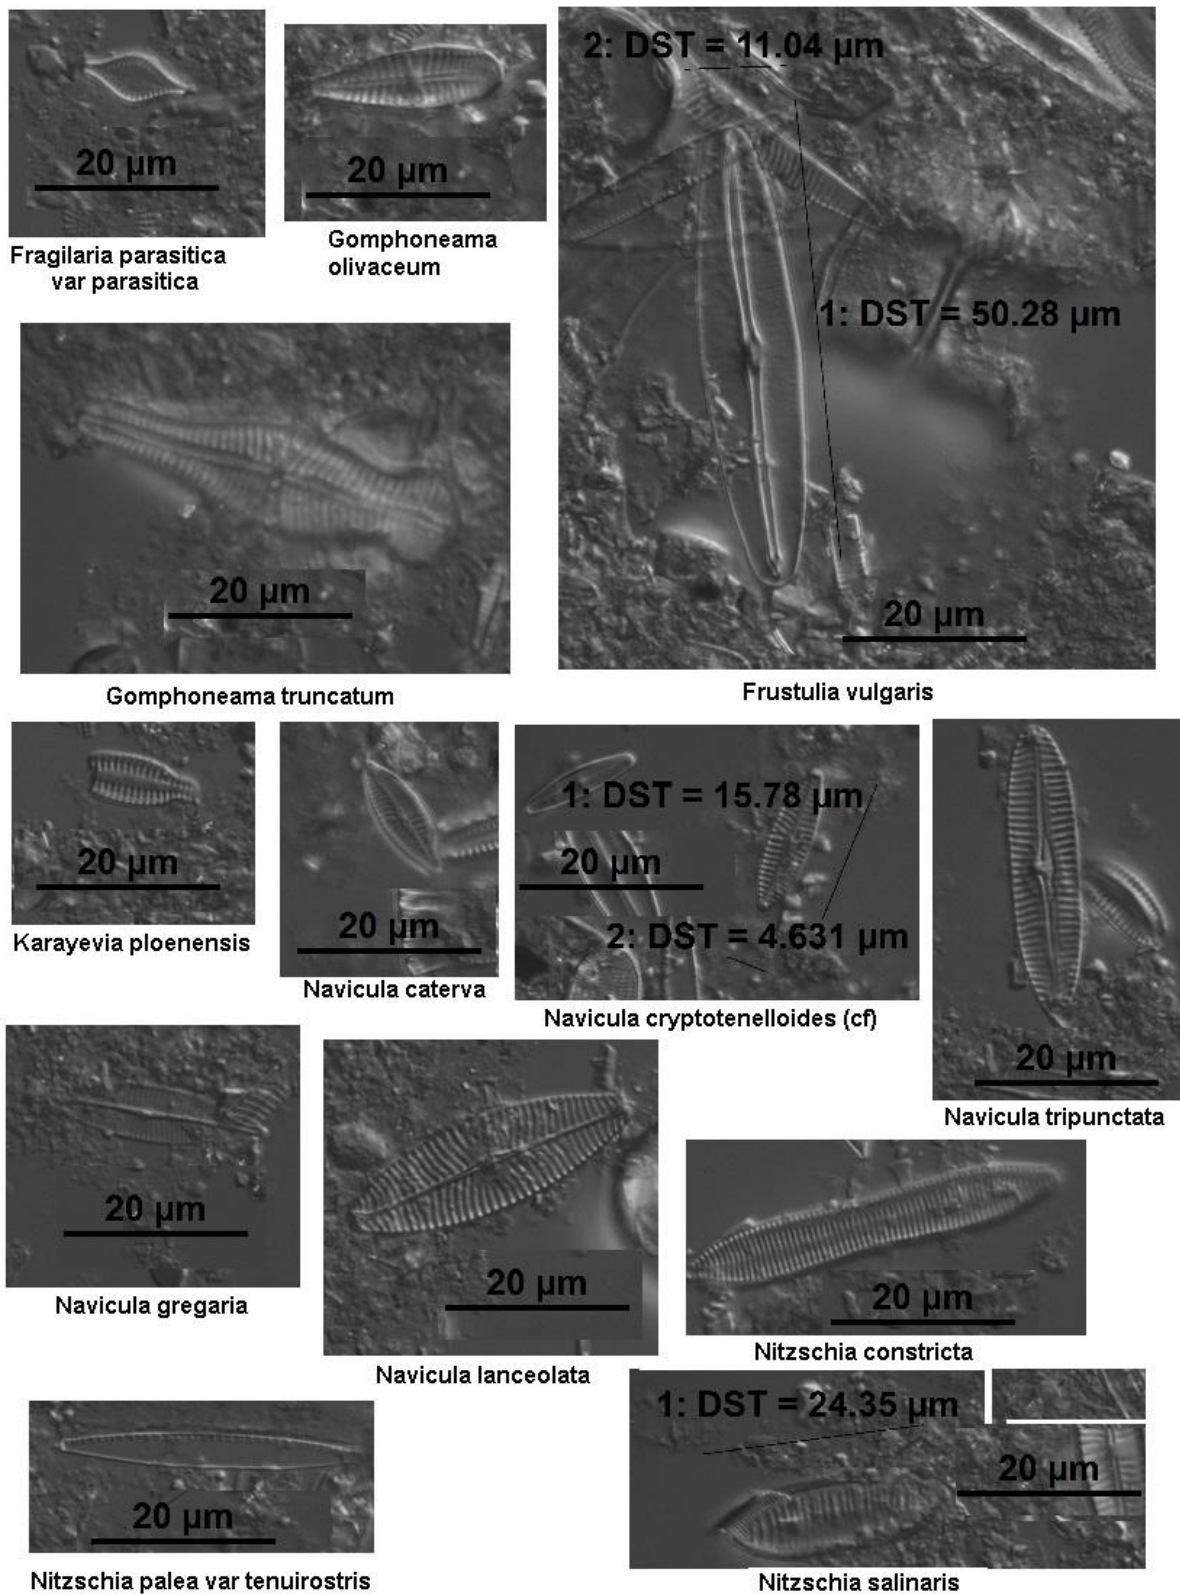 20 µm
Fragilaria parasitica
var parasitica
20 µm
Gomphoneama
olivaceum
2: DST = 11.04 µm
1: DST = 50.28 µm
20 µm
Frustulia vulgaris
20 µm
Gomphoneama truncatum
20 µm
Karayevia ploenensis
20 µm
Navicula caterva
1: DST = 15.78 µm
20 µm
2: DST = 4.631 µm
Navicula cryptotenelloides (cf)
20 µm
Navicula tripunctata
20 µm
Navicula gregaria
20 µm
Navicula lanceolata
20 µm
Nitzschia constricta
20 µm
Nitzschia palea var tenuirostris
1: DST = 24.35 µm
20 µm
Nitzschia salinaris